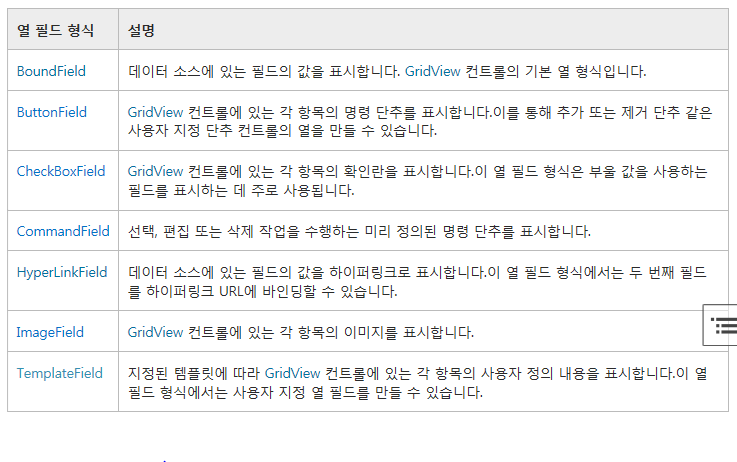 열 필드 형식 설명
BoundField 데이터 소스에 있는 필드의 값을 표시합니다. GridView 컨트롤의 기본 열 형식입니다.
ButtonField GridView 컨트롤에 있는 각 항목의 명령 단추를 표시합니다.이를 통해 추가 또는 제거 단추 같은
사용자 지정 단추 컨트롤의 열을 만들 수 있습니다.
CheckBoxField GridView 컨트롤에 있는 각 항목의 확인란을 표시합니다.이 열 필드 형식은 부울 값을 사용하는
필드를 표시하는 데 주로 사용됩니다.
CommandField 선택, 편집 또는 삭제 작업을 수행하는 미리 정의된 명령 단추를 표시합니다.
HyperLinkField 데이터 소스에 있는 필드의 값을 하이퍼링크로 표시합니다.이 열 필드 형식에서는 두 번째 필드
를 하이퍼링크 URL에 바인딩할 수 있습니다.
ImageField GridView 컨트롤에 있는 각 항목의 이미지를 표시합니다.
TemplateField 지정된 템플릿에 따라 GridView 컨트롤에 있는 각 항목의 사용자 정의 내용을 표시합니다.이 열
필드 형식에서는 사용자 지정 열 필드를 만들 수 있습니다.